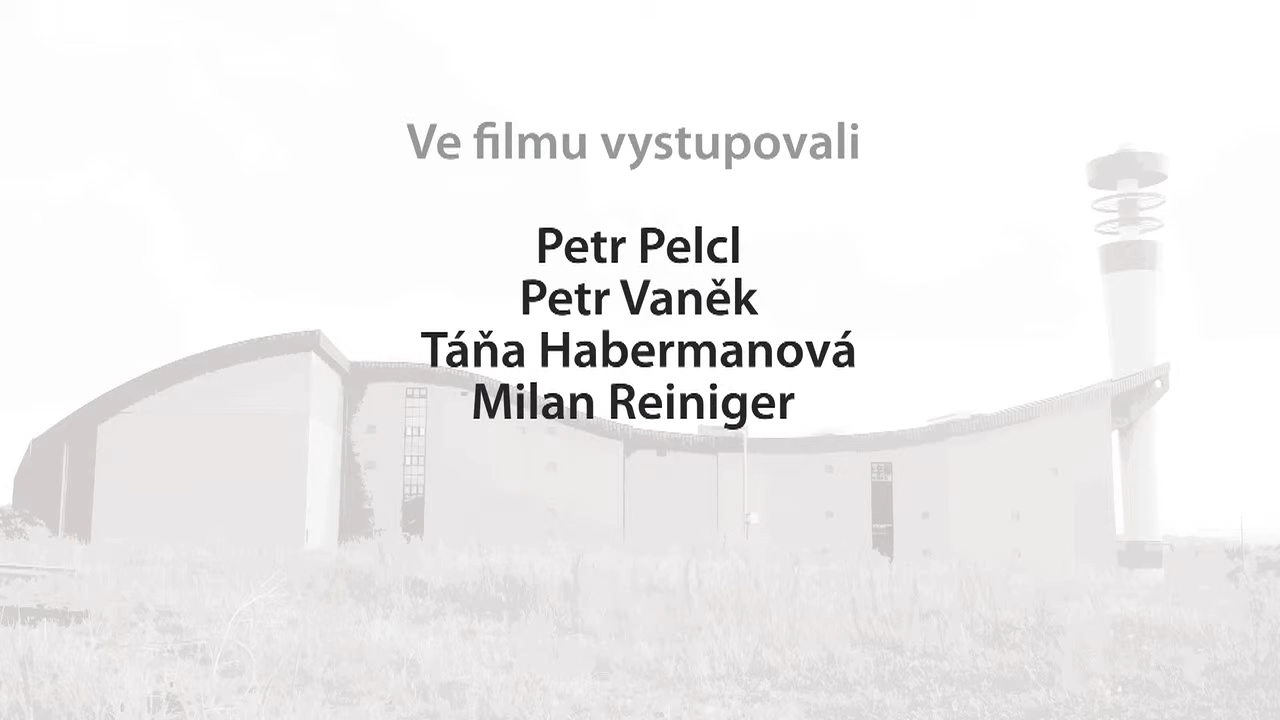 Ve filmu vystupovali
Petr Pelcl
Petr Vaněk
Táňa Habermanová
Milan Reiniger